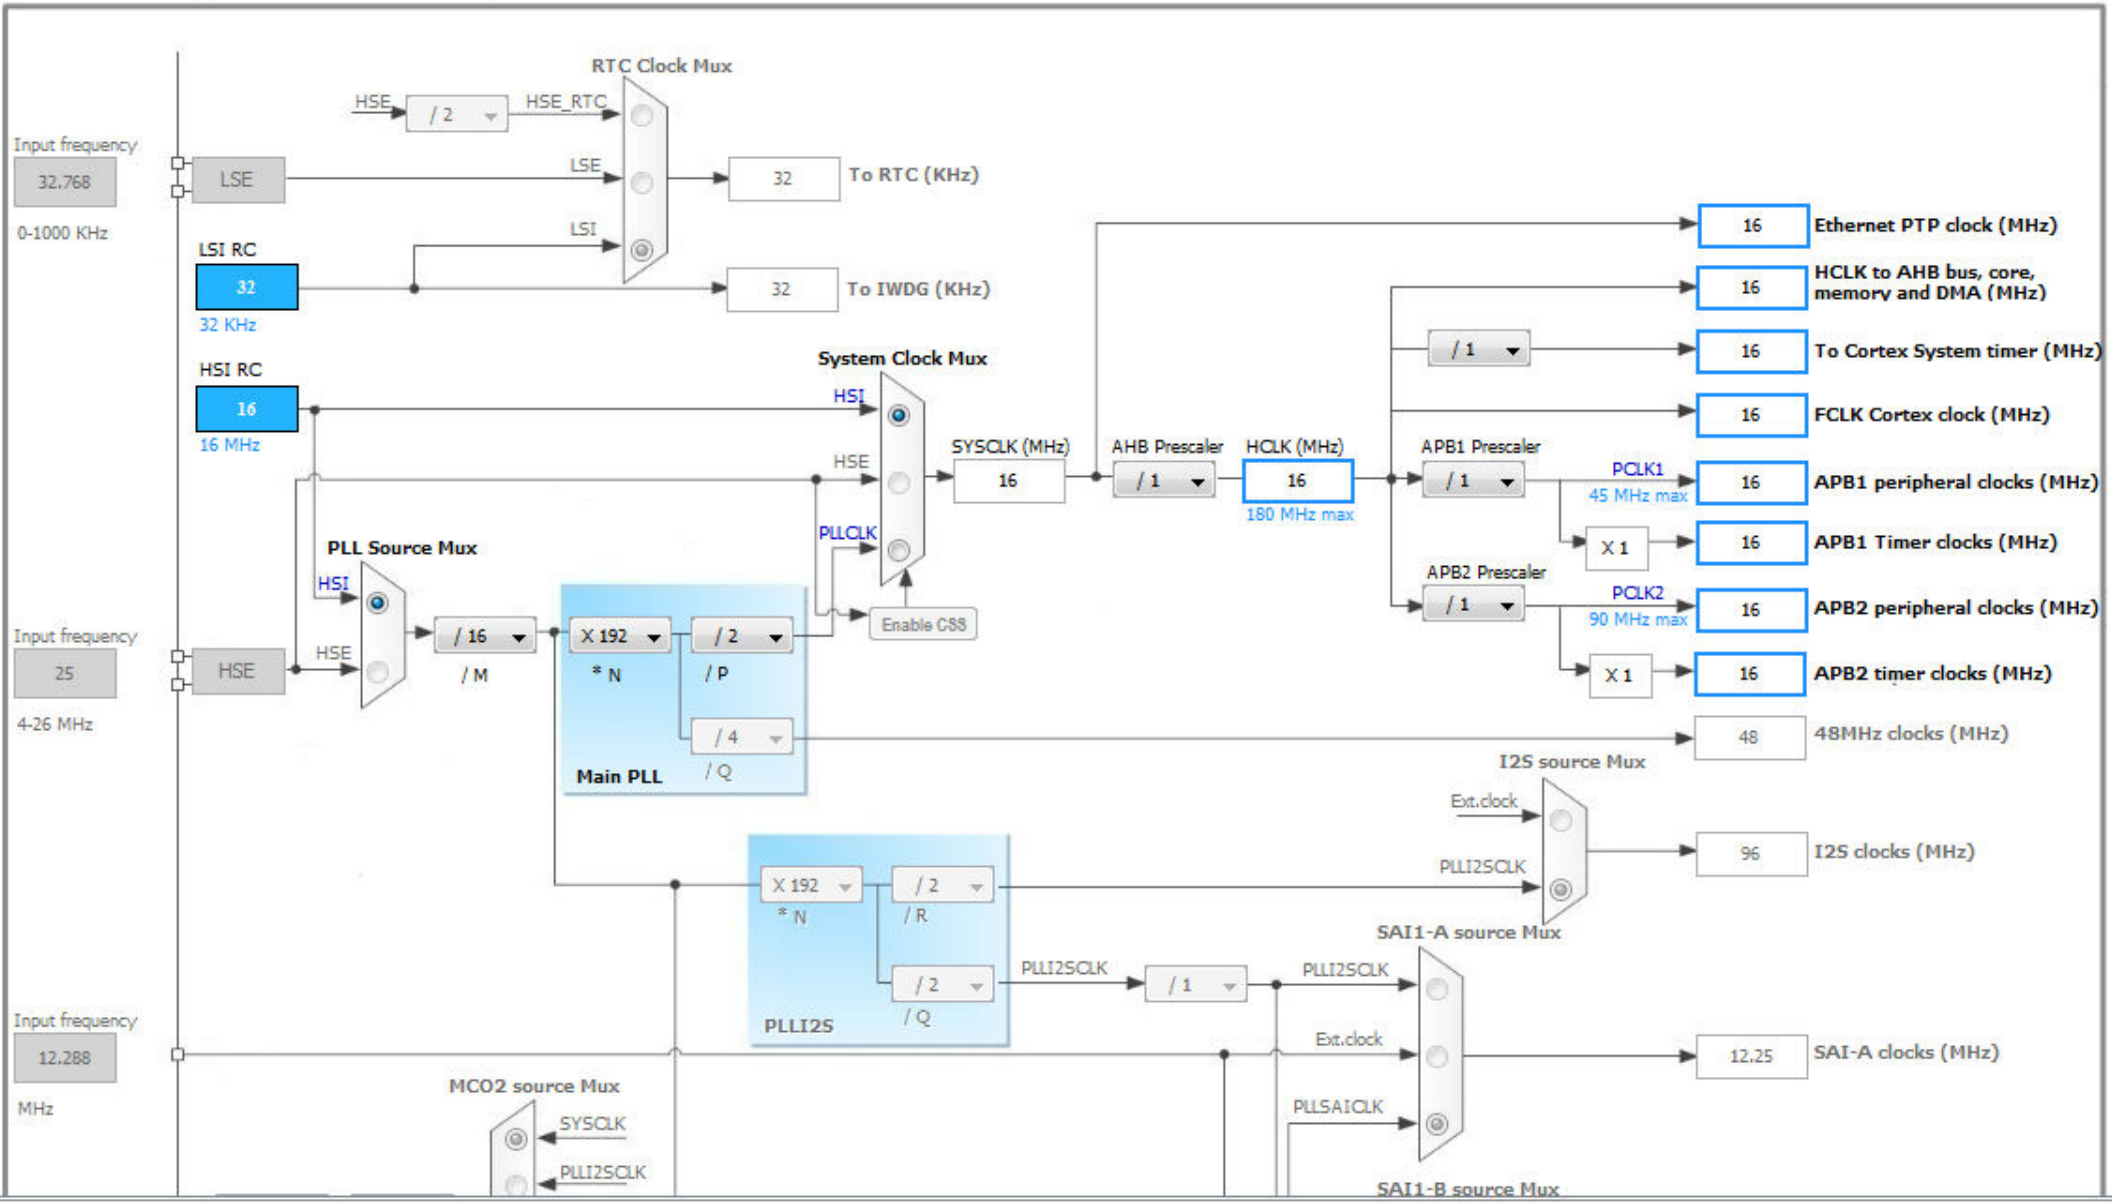 RTC Clock Mux
HSE
/ 2
HSE_RTC
Input frequency
32.768
0-1000 KHz
LSE
LSE
32
To RTC (KHz)
LSI
LSI RC
32
32 KHz
32
To IWDG (KHz)
16
Ethernet PTP clock (MHz)
16
HCLK to AHB bus, core,
memory and DMA (MHz)
/ 1
16
To Cortex System timer (MHz)
HSI RC
16
16 MHz
System Clock Mux
HSI
HSE
PLLCLK
16
FCLK Cortex clock (MHz)
SYSCLK (MHz)
16
AHB Prescaler
/ 1
HCLK (MHz)
16
180 MHz max
APB1 Prescaler
/ 1
PCLK1
45 MHz max
16
APB1 peripheral clocks (MHz)
X 1
16
APB1 Timer clocks (MHz)
PLL Source Mux
HSI
HSE
APB2 Prescaler
/ 1
PCLK2
90 MHz max
16
APB2 peripheral clocks (MHz)
Enable CSS
Input frequency
25
4-26 MHz
HSE
/ 16
/ M
X 192
* N
/ 2
/ P
X 1
16
APB2 timer clocks (MHz)
/ 4
/ Q
Main PLL
48
48MHz clocks (MHz)
I2S source Mux
Ext.clock
PLLI2SCLK
96
I2S clocks (MHz)
X 192
* N
/ 2
/ R
/ 2
/ Q
PLLI2S
PLLI2SCLK
/ 1
SAI1-A source Mux
PLLI2SCLK
Ext.clock
PLLSAICLK
12.25
SAI-A clocks (MHz)
Input frequency
12.288
MHz
MCO2 source Mux
SYSCLK
PLLI2SCLK
SAI1-B source Mux